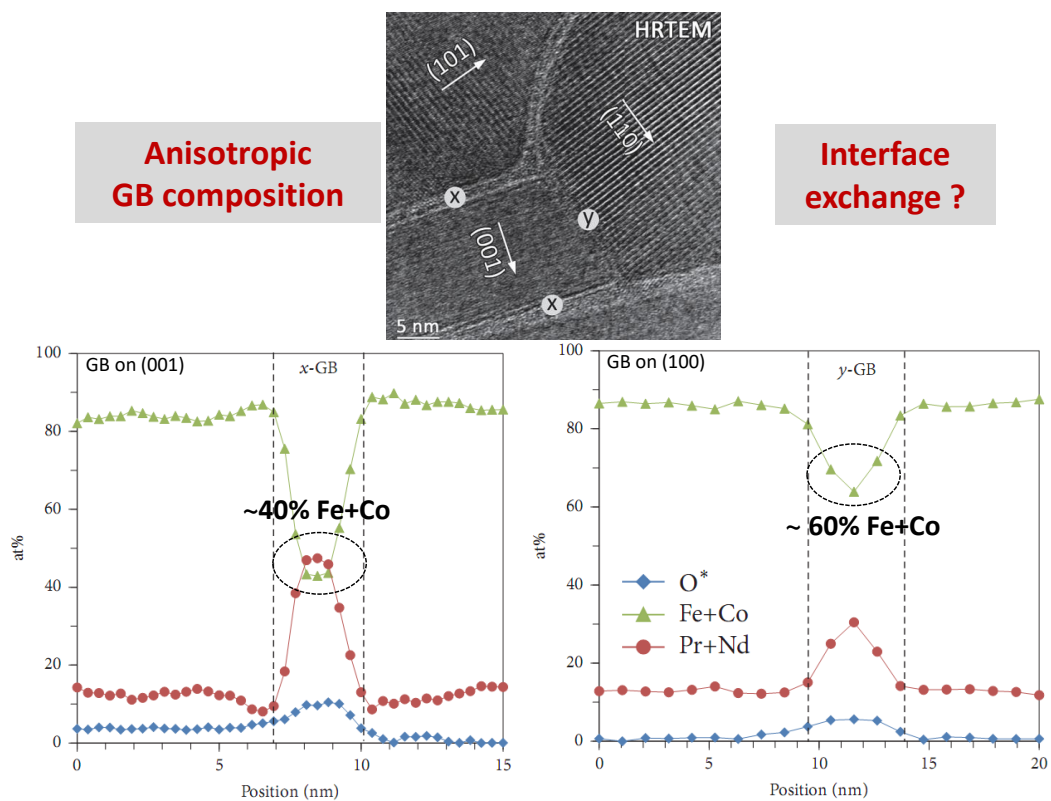 HRTEM
(101)
(110)
Anisotropic
GB composition
Interface
exchange ?
x
y
(001)
x
5 nm
GB on (001)
x-GB
100
80
60
40
20
0
at%
~40% Fe+Co
0
5
10
15
Position (nm)
GB on (100)
y-GB
100
80
60
40
20
0
at%
~ 60% Fe+Co
O*
Fe+Co
Pr+Nd
0
5
10
15
20
Position (nm)